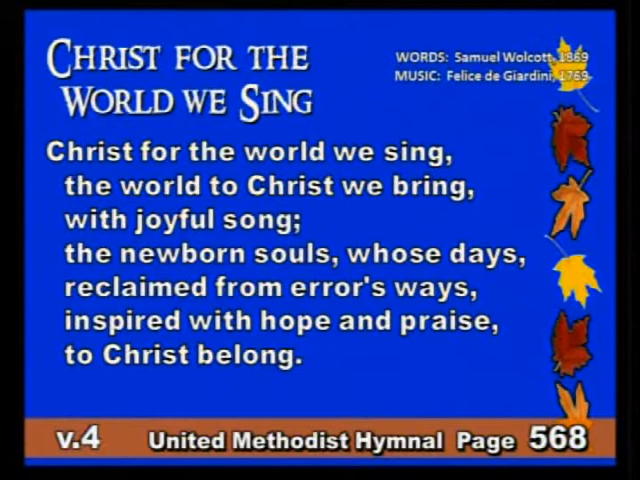 CHRIST FOR THE
WORLD WE SING
WORDS: Samuel Wolcott, 1869
MUSIC: Felice de Giardini, 1769
Christ for the world we sing,
the world to Christ we bring,
with joyful song;
the newborn souls, whose days,
reclaimed from error's ways,
inspired with hope and praise,
to Christ belong.
v.4 United Methodist Hymnal Page 568